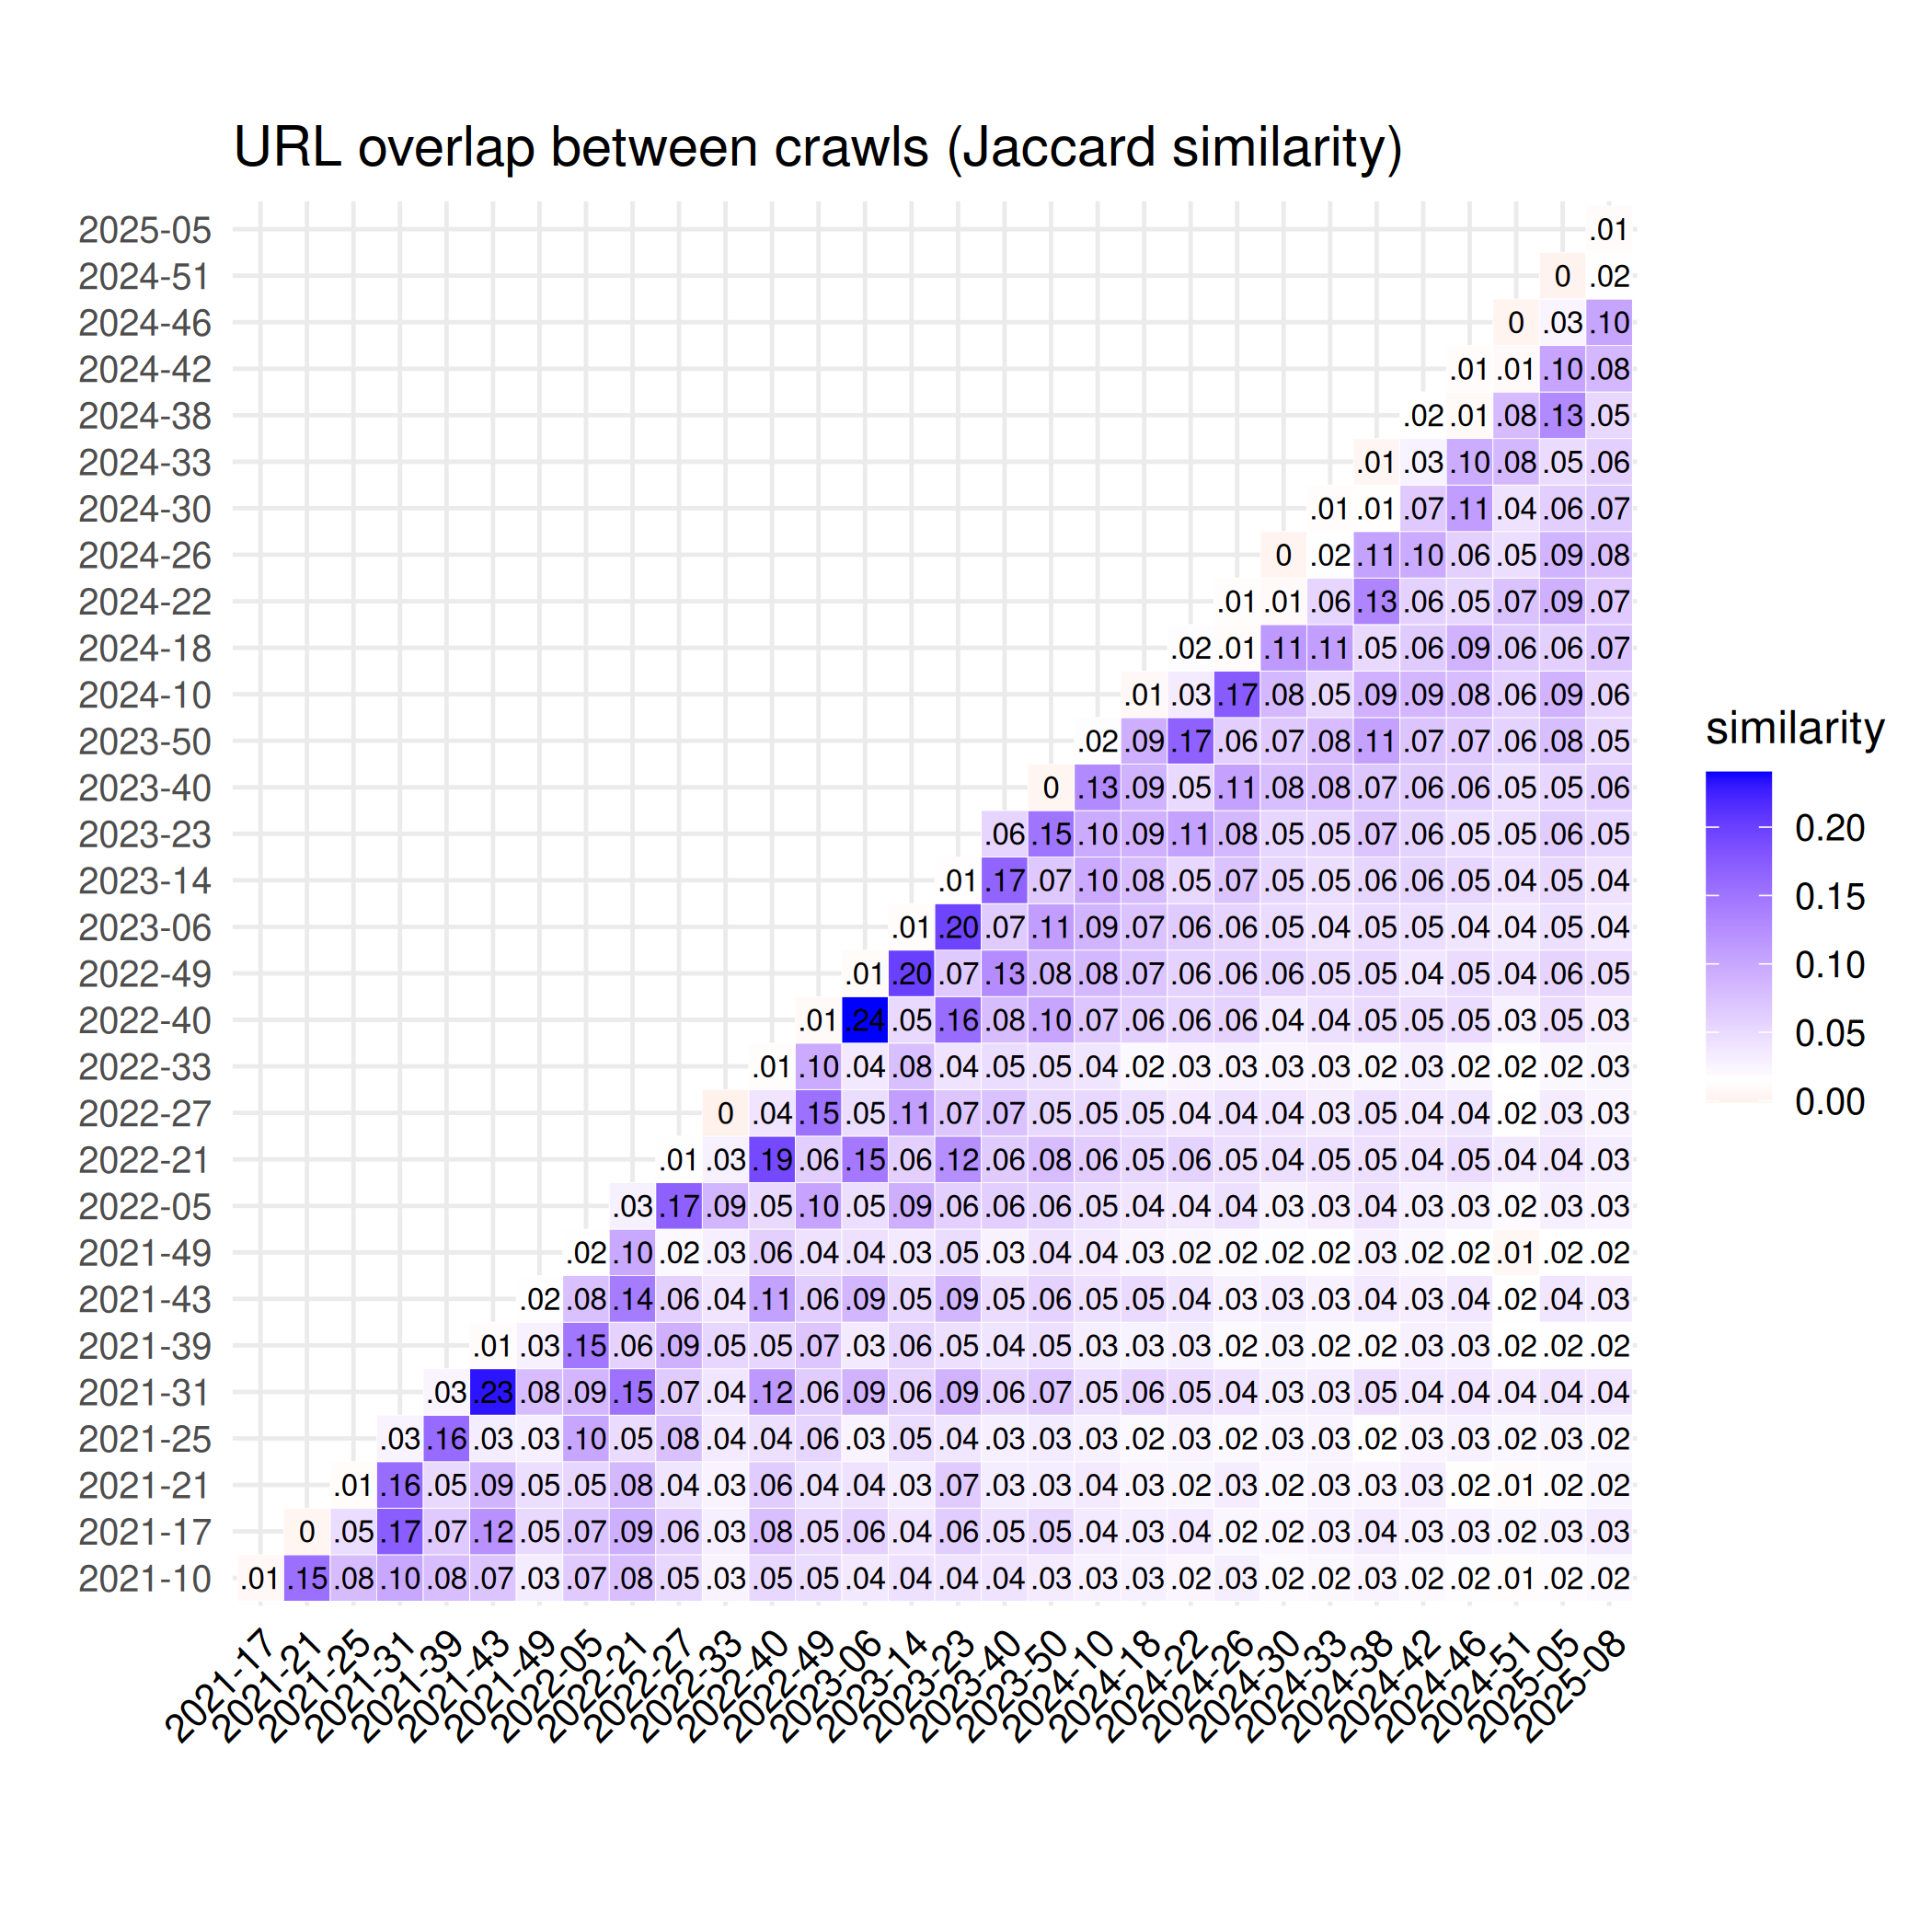 URL overlap between crawls (Jaccard similarity)
2025-05 .01
2024-51 0 .02
2024-46 0 .03 .10
2024-42 .01 .01 .10 .08
2024-38 .02 .01 .08 .13 .05
2024-33 .01 .03 .10 .08 .05 .06
2024-30 .01 .01 .07 .11 .04 .06 .07
2024-26 0 .02 .11 .10 .06 .05 .09 .08
2024-22 .01 .01 .06 .13 .06 .05 .07 .09 .07
2024-18 .02 .01 .11 .11 .05 .06 .09 .06 .06 .07
2024-10 .01 .03 .17 .08 .05 .09 .09 .08 .06 .09 .06
2023-50 .02 .09 .17 .06 .07 .08 .11 .07 .07 .06 .08 .05
2023-40 0 .13 .09 .05 .11 .08 .08 .07 .06 .06 .05 .05 .06
2023-23 .06 .15 .10 .09 .11 .08 .05 .05 .07 .06 .05 .05 .06 .05
2023-14 .01 .17 .07 .10 .08 .05 .07 .05 .05 .06 .06 .05 .04 .05 .04
2023-06 .01 .20 .07 .11 .09 .07 .06 .06 .05 .04 .05 .05 .04 .04 .05 .04
2022-49 .01 .20 .07 .13 .08 .08 .07 .06 .06 .06 .05 .05 .04 .05 .04 .06 .05
2022-40 .01 .24 .05 .16 .08 .10 .07 .06 .06 .06 .04 .04 .05 .05 .05 .03 .05 .03
2022-33 .01 .10 .04 .08 .04 .05 .05 .04 .02 .03 .03 .03 .03 .02 .03 .02 .02 .02 .03
2022-27 0 .04 .15 .05 .11 .07 .07 .05 .05 .05 .04 .04 .04 .03 .05 .04 .04 .02 .03 .03
2022-21 .01 .03 .19 .06 .15 .06 .12 .06 .08 .06 .05 .06 .05 .04 .05 .05 .04 .05 .04 .04 .03
2022-05 .03 .17 .09 .05 .10 .05 .09 .06 .06 .06 .05 .04 .04 .04 .03 .03 .04 .03 .03 .02 .03 .03
2021-49 .02 .10 .02 .03 .06 .04 .04 .03 .05 .03 .04 .04 .03 .02 .02 .02 .02 .03 .02 .02 .01 .02 .02
2021-43 .02 .08 .14 .06 .04 .11 .06 .09 .05 .09 .05 .06 .05 .05 .04 .03 .03 .03 .04 .03 .04 .02 .04 .03
2021-39 .01 .03 .15 .06 .09 .05 .05 .07 .03 .06 .05 .04 .05 .03 .03 .03 .02 .03 .02 .02 .03 .03 .02 .02 .02
2021-31 .03 .23 .08 .09 .15 .07 .04 .12 .06 .09 .06 .09 .06 .07 .05 .06 .05 .04 .03 .03 .05 .04 .04 .04 .04 .04
2021-25 .03 .16 .03 .03 .10 .05 .08 .04 .04 .06 .03 .05 .04 .03 .03 .03 .02 .03 .02 .03 .03 .02 .03 .03 .02 .03 .02
2021-21 .01 .16 .05 .09 .05 .05 .08 .04 .03 .06 .04 .04 .03 .07 .03 .03 .04 .03 .02 .03 .02 .03 .03 .03 .02 .01 .02 .02
2021-17 0 .05 .17 .07 .12 .05 .07 .09 .06 .03 .08 .05 .06 .04 .06 .05 .05 .04 .03 .04 .02 .02 .03 .04 .03 .03 .02 .03 .03
2021-10 .01 .15 .08 .10 .08 .07 .03 .07 .08 .05 .03 .05 .05 .04 .04 .04 .04 .03 .03 .03 .02 .03 .02 .02 .03 .02 .02 .01 .02 .02
2021-17 2021-21 2021-25 2021-31 2021-39 2021-43 2021-49 2022-05 2022-21 2022-27 2022-33 2022-40 2022-49 2023-06 2023-14 2023-23 2023-40 2023-50 2024-10 2024-18 2024-22 2024-26 2024-30 2024-33 2024-38 2024-42 2024-46 2024-51 2025-05 2025-08
similarity
0.20
0.15
0.10
0.05
0.00